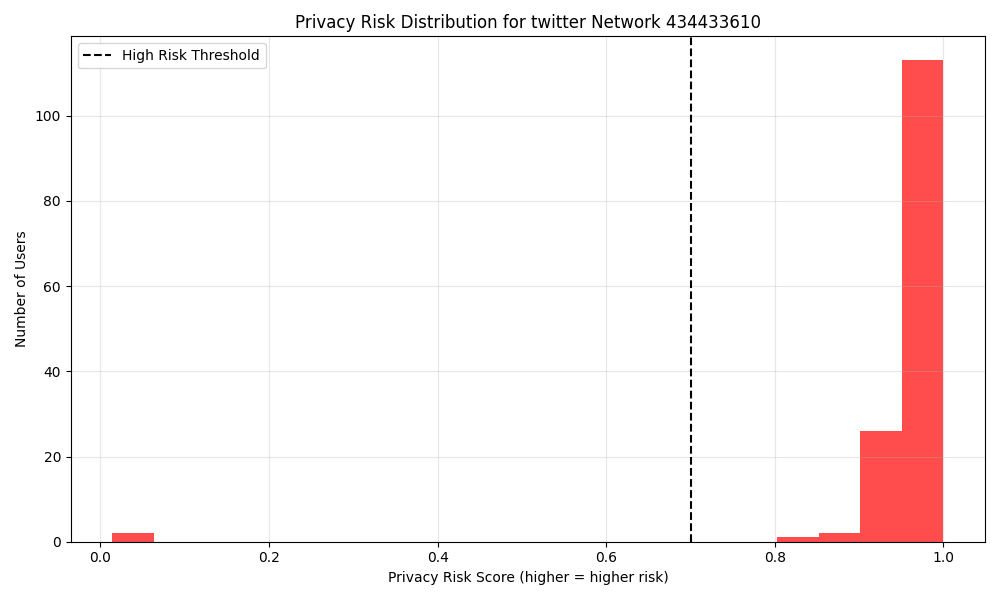 Privacy Risk Distribution for twitter Network 434433610
High Risk Threshold
Number of Users
100
80
60
40
20
0
0.0 0.2 0.4 0.6 0.8 1.0
Privacy Risk Score (higher = higher risk)